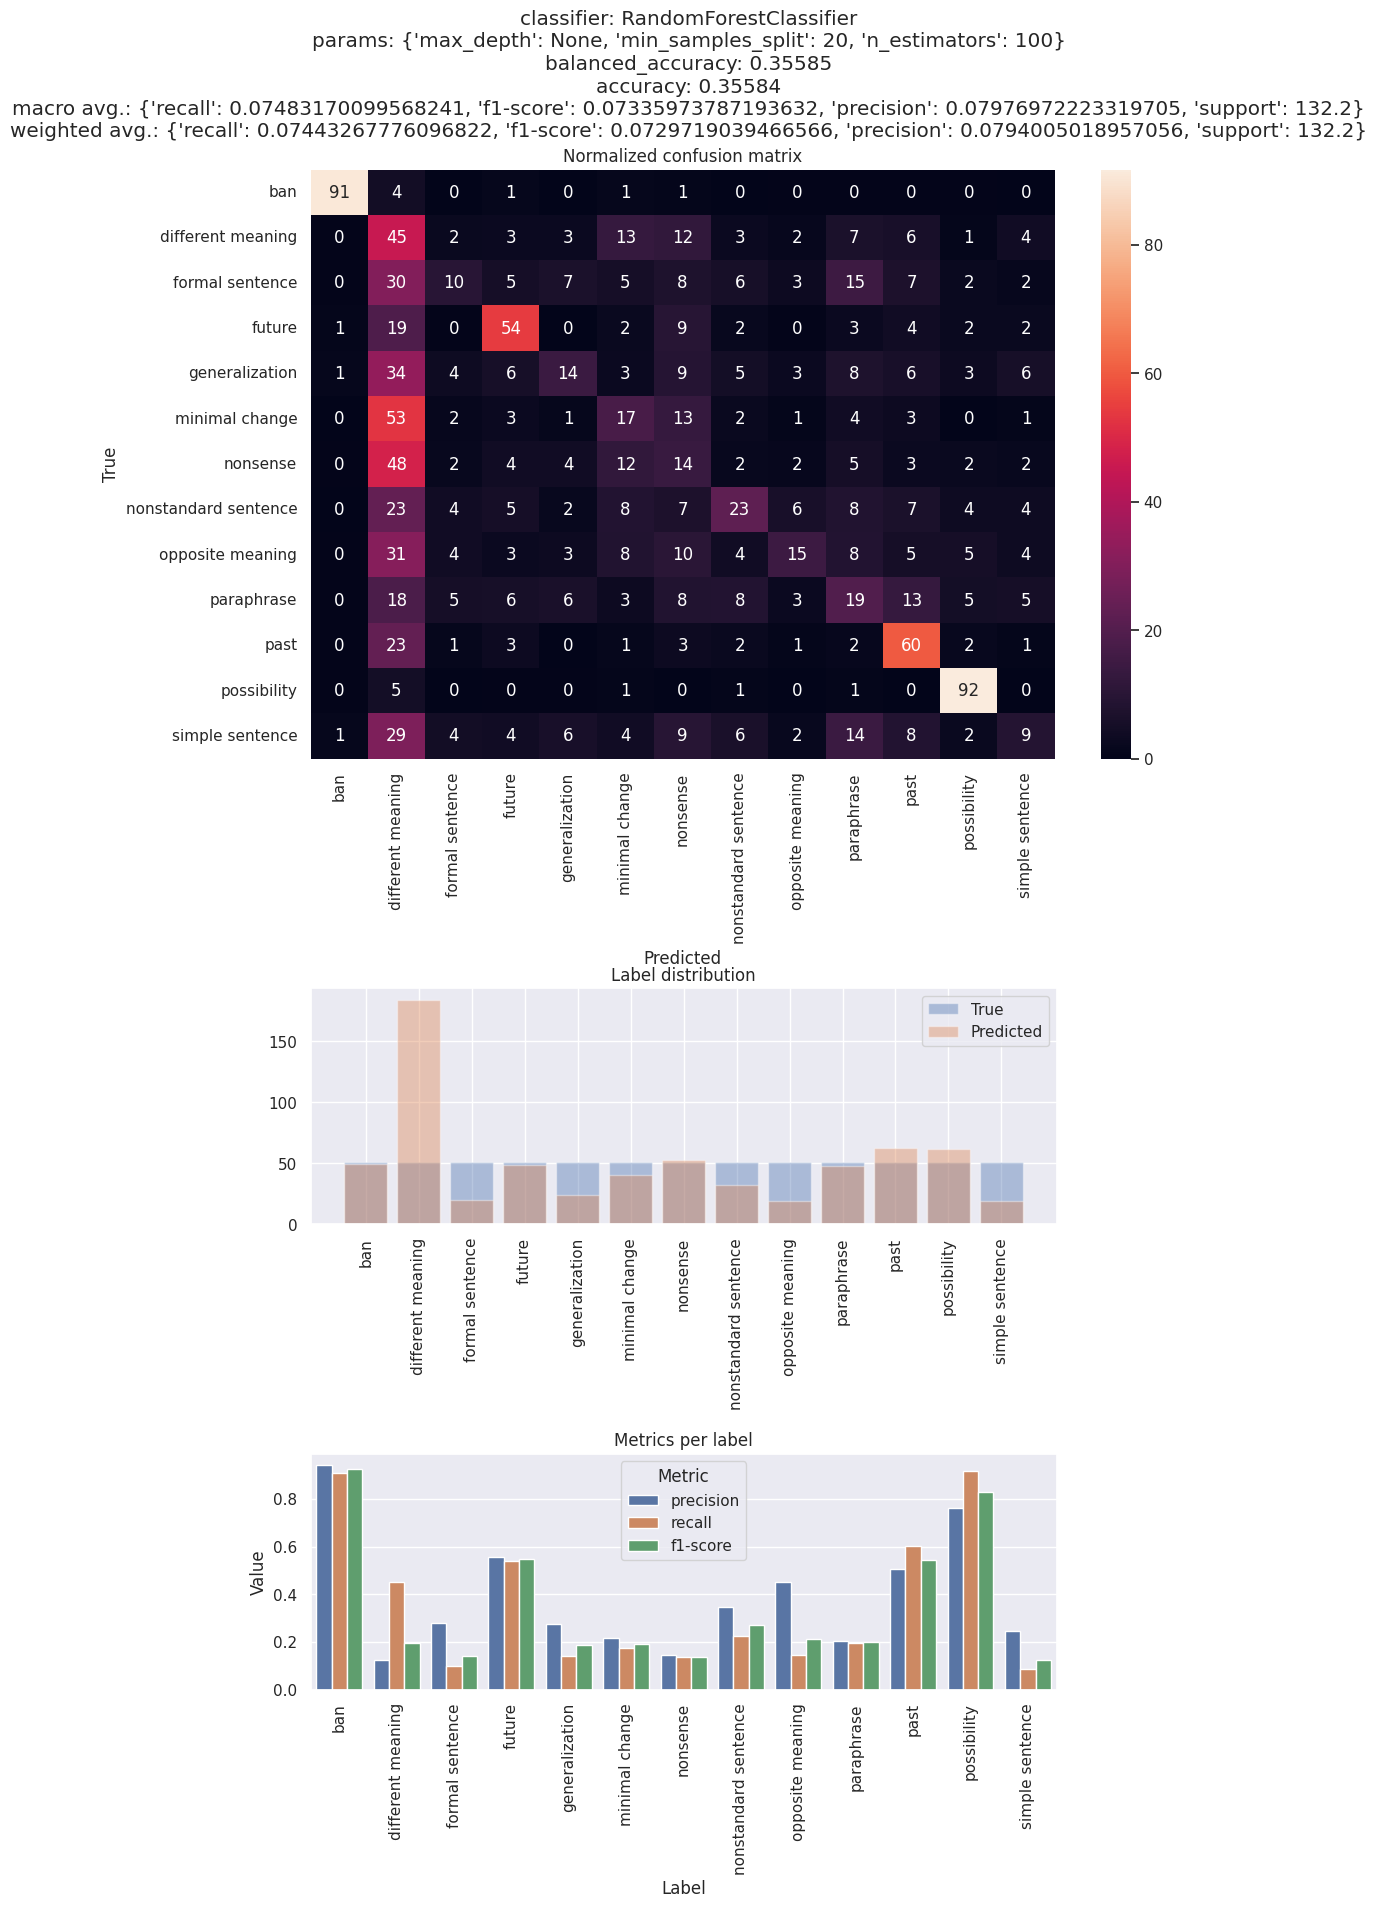 classifier: RandomForestClassifier
params: {'max_depth': None, 'min_samples_split': 20, 'n_estimators': 100}
balanced_accuracy: 0.35585
accuracy: 0.35584
macro avg.: {'recall': 0.07483170099568241, 'f1-score': 0.07335973787193632, 'precision': 0.07976972223319705, 'support': 132.2}
weighted avg.: {'recall': 0.07443267776096822, 'f1-score': 0.0729719039466566, 'precision': 0.0794005018957056, 'support': 132.2}
Normalized confusion matrix
ban 91 4 0 1 0 1 1 0 0 0 0 0 0
different meaning 0 45 2 3 3 13 12 3 2 7 6 1 4
formal sentence 0 30 10 5 7 5 8 6 3 15 7 2 2
future 1 19 0 54 0 2 9 2 0 3 4 2 2
generalization 1 34 4 6 14 3 9 5 3 8 6 3 6
minimal change 0 53 2 3 1 17 13 2 1 4 3 0 1
nonsense 0 48 2 4 4 12 14 2 2 5 3 2 2
nonstandard sentence 0 23 4 5 2 8 7 23 6 8 7 4 4
opposite meaning 0 31 4 3 3 8 10 4 15 8 5 5 4
paraphrase 0 18 5 6 6 3 8 8 3 19 13 5 5
past 0 23 1 3 0 1 3 2 1 2 60 2 1
possibility 0 5 0 0 0 1 0 1 0 1 0 92 0
simple sentence 1 29 4 4 6 4 9 6 2 14 8 2 9
True
80
60
40
20
0
ban
different meaning
formal sentence
future
generalization
minimal change
nonsense
nonstandard sentence
opposite meaning
paraphrase
past
possibility
simple sentence
Predicted
Label distribution
True
Predicted
150
100
50
0
ban
different meaning
formal sentence
future
generalization
minimal change
nonsense
nonstandard sentence
opposite meaning
paraphrase
past
possibility
simple sentence
Metrics per label
Metric
precision
recall
f1-score
Value
0.8
0.6
0.4
0.2
0.0
ban
different meaning
formal sentence
future
generalization
minimal change
nonsense
nonstandard sentence
opposite meaning
paraphrase
past
possibility
simple sentence
Label